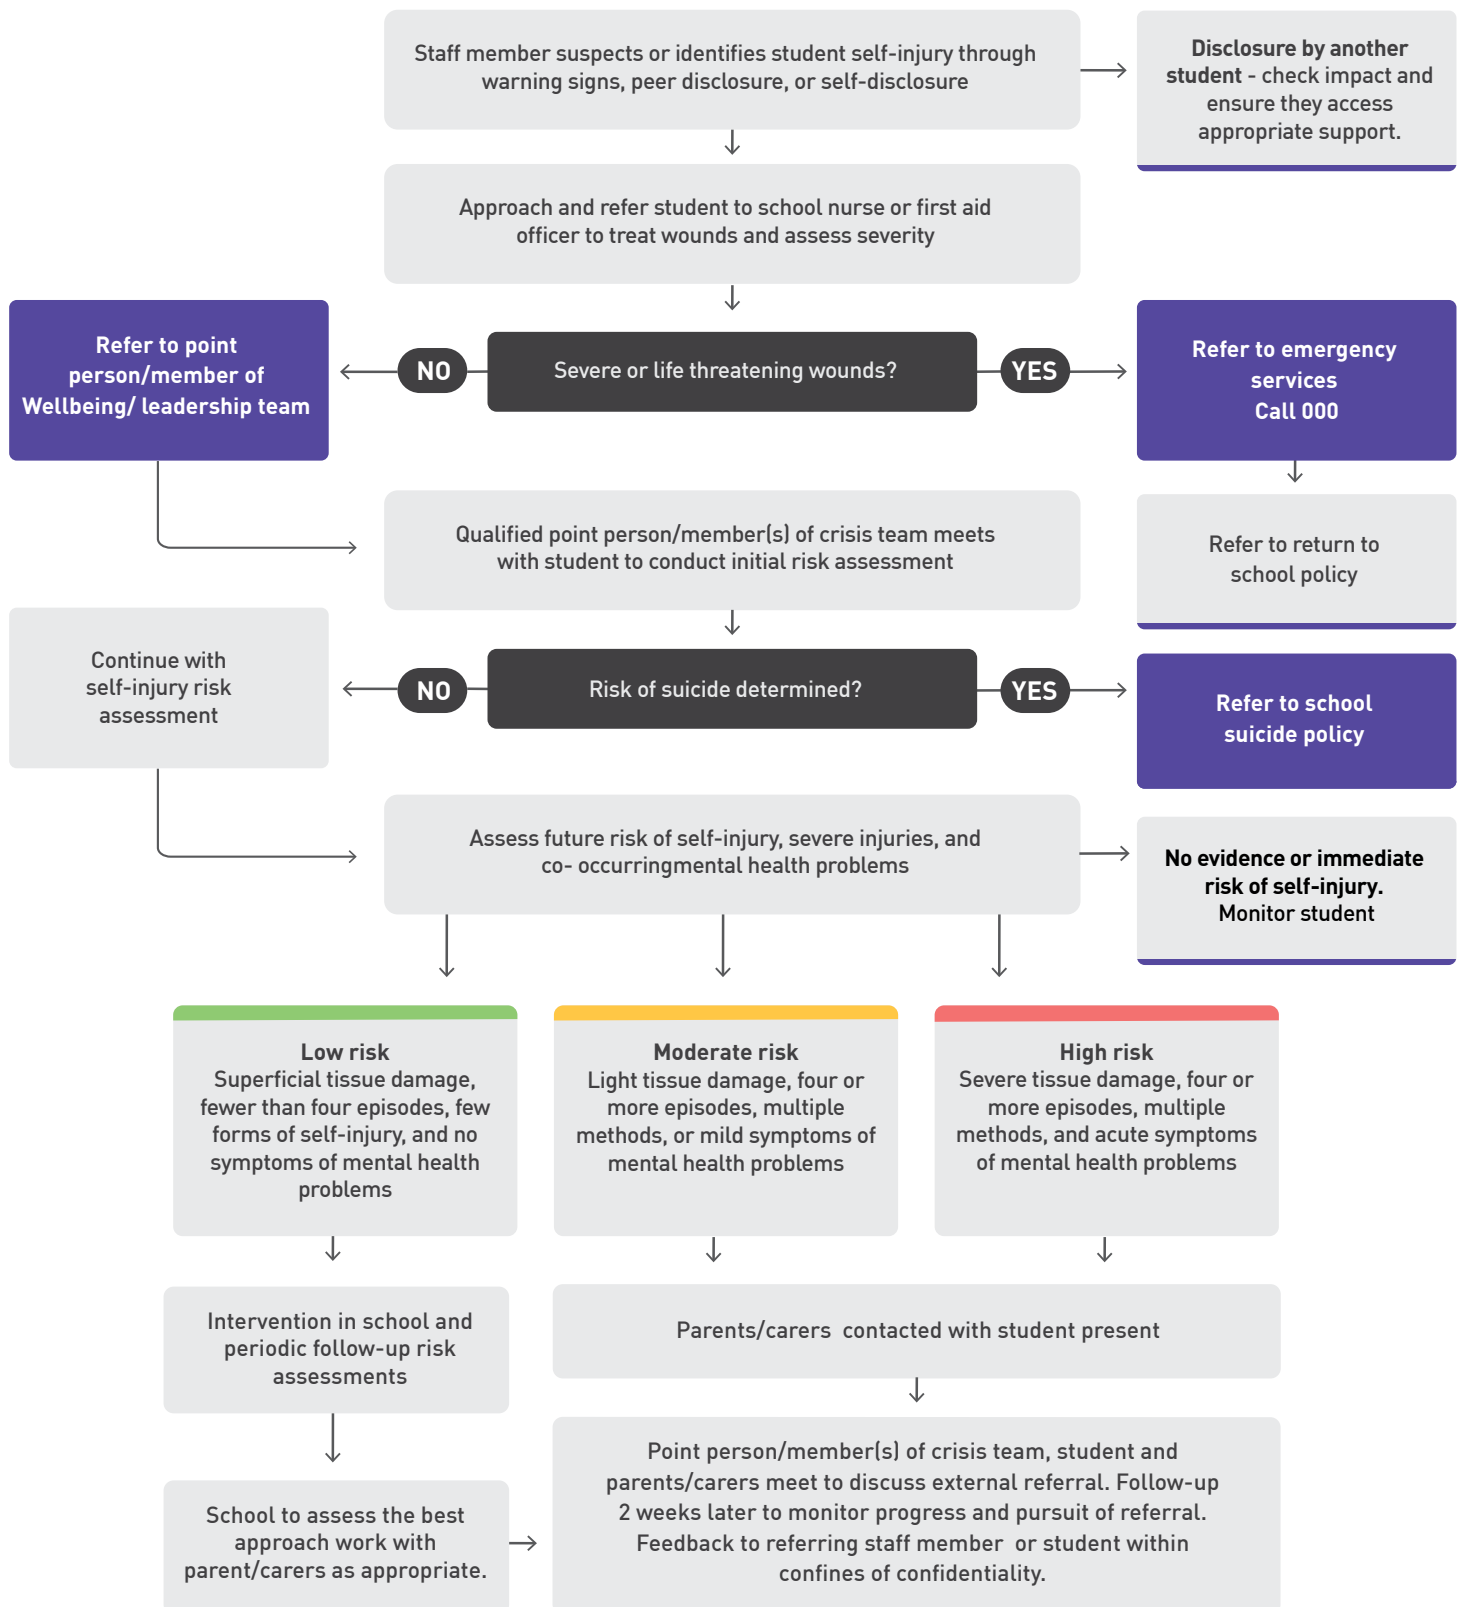 Staff member suspects or identifies student self-injury through
warning signs, peer disclosure, or self-disclosure
Disclosure by another
student - check impact and
ensure they access
appropriate support.
Approach and refer student to school nurse or first aid
officer to treat wounds and assess severity
Refer to point
person/member of
Wellbeing/ leadership team
NO
Severe or life threatening wounds?
YES
Refer to emergency
services
Call 000
Qualified point person/member(s) of crisis team meets
with student to conduct initial risk assessment
Refer to return to
school policy
Continue with
self-injury risk
assessment
NO
Risk of suicide determined?
YES
Refer to school
suicide policy
Assess future risk of self-injury, severe injuries, and
co- occurringmental health problems
No evidence or immediate
risk of self-injury.
Monitor student
Low risk
Superficial tissue damage,
fewer than four episodes, few
forms of self-injury, and no
symptoms of mental health
problems
Moderate risk
Light tissue damage, four or
more episodes, multiple
methods, or mild symptoms of
mental health problems
High risk
Severe tissue damage, four or
more episodes, multiple
methods, and acute symptoms
of mental health problems
Intervention in school and
periodic follow-up risk
assessments
Parents/carers contacted with student present
School to assess the best
approach work with
parent/carers as appropriate.
Point person/member(s) of crisis team, student and
parents/carers meet to discuss external referral. Follow-up
2 weeks later to monitor progress and pursuit of referral.
Feedback to referring staff member or student within
confines of confidentiality.